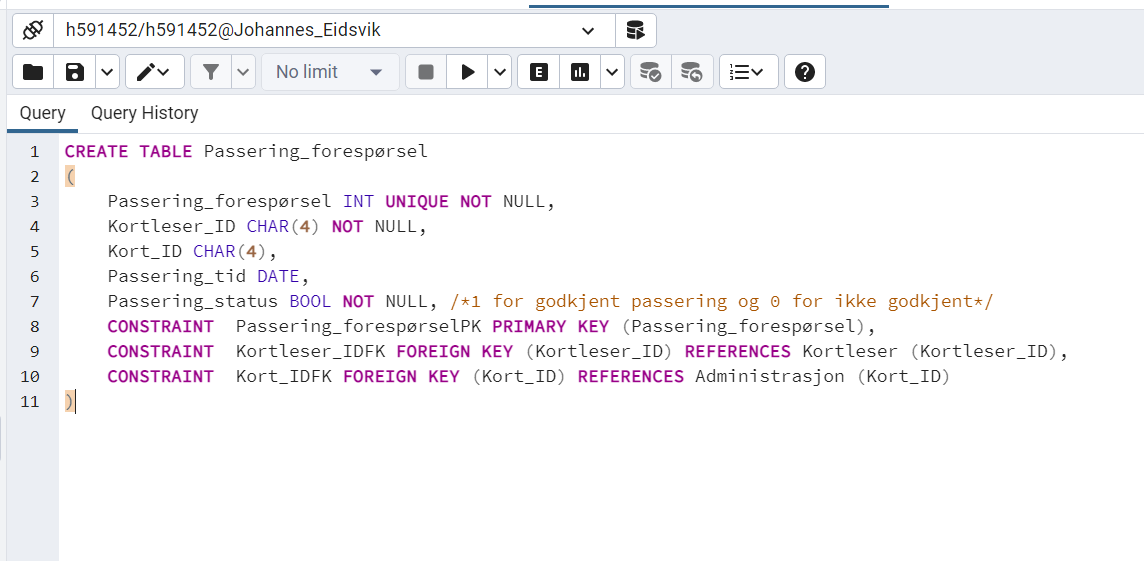 h591452/h591452@Johannes_Eidsvik
No limit
E
Query Query History
1 CREATE TABLE Passering_forespørsel
2 (
3 Passering_forespørsel INT UNIQUE NOT NULL,
4 Kortleser_ID CHAR(4) NOT NULL,
5 Kort_ID CHAR(4),
6 Passering_tid DATE,
7 Passering_status BOOL NOT NULL, /*1 for godkjent passering og 0 for ikke godkjent*/
8 CONSTRAINT  Passering_forespørselPK PRIMARY KEY (Passering_forespørsel),
9 CONSTRAINT  Kortleser_IDFK FOREIGN KEY (Kortleser_ID) REFERENCES Kortleser (Kortleser_ID),
10 CONSTRAINT  Kort_IDFK FOREIGN KEY (Kort_ID) REFERENCES Administrasjon (Kort_ID)
11 )